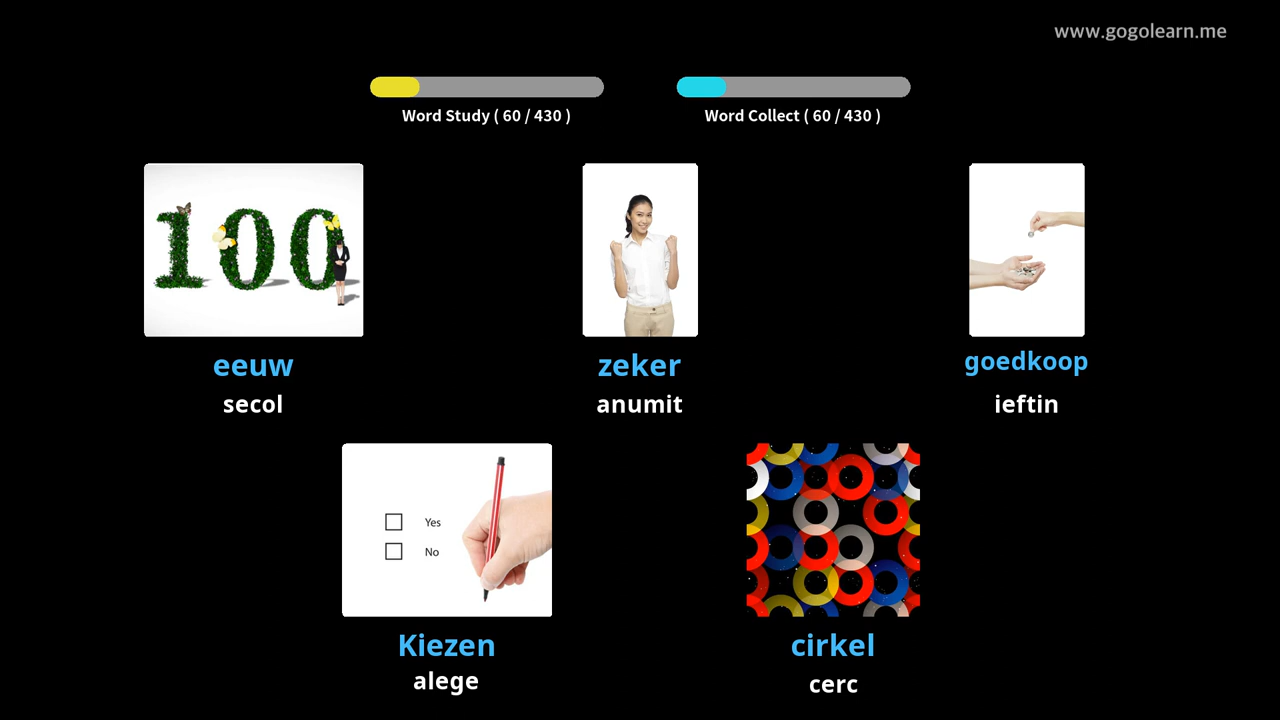 www.gogolearn.me
Word Study ( 60 / 430 )
Word Collect ( 60 / 430 )
100
eeuw
secol
zeker
anumit
goedkoop
ieftin
Yes
No
Kiezen
alege
cirkel
cerc